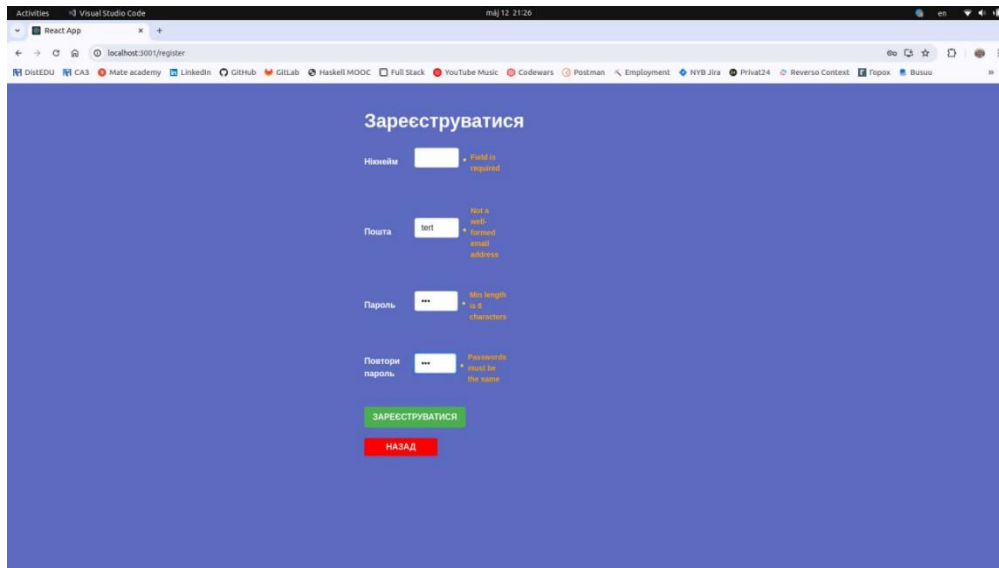 Activities Visual Studio Code máj 12 21:26 en
React App
localhost:3001/register
DistEDU CA3 Mate academy LinkedIn GitHub GitLab Haskell MOOC Full Stack YouTube Music Codewars Postman Employment NYB Jira Privat24 Reverso Context Горох Busuu
Зареєструватися
Нікнейм * Field is
required
Пошта tert * Not a
well-
formed
email
address
Пароль ••• * Min length
is 8
characters
Повтори
пароль ••• * Passwords
must be
the same
ЗАРЕЄСТРУВАТИСЯ
НАЗАД